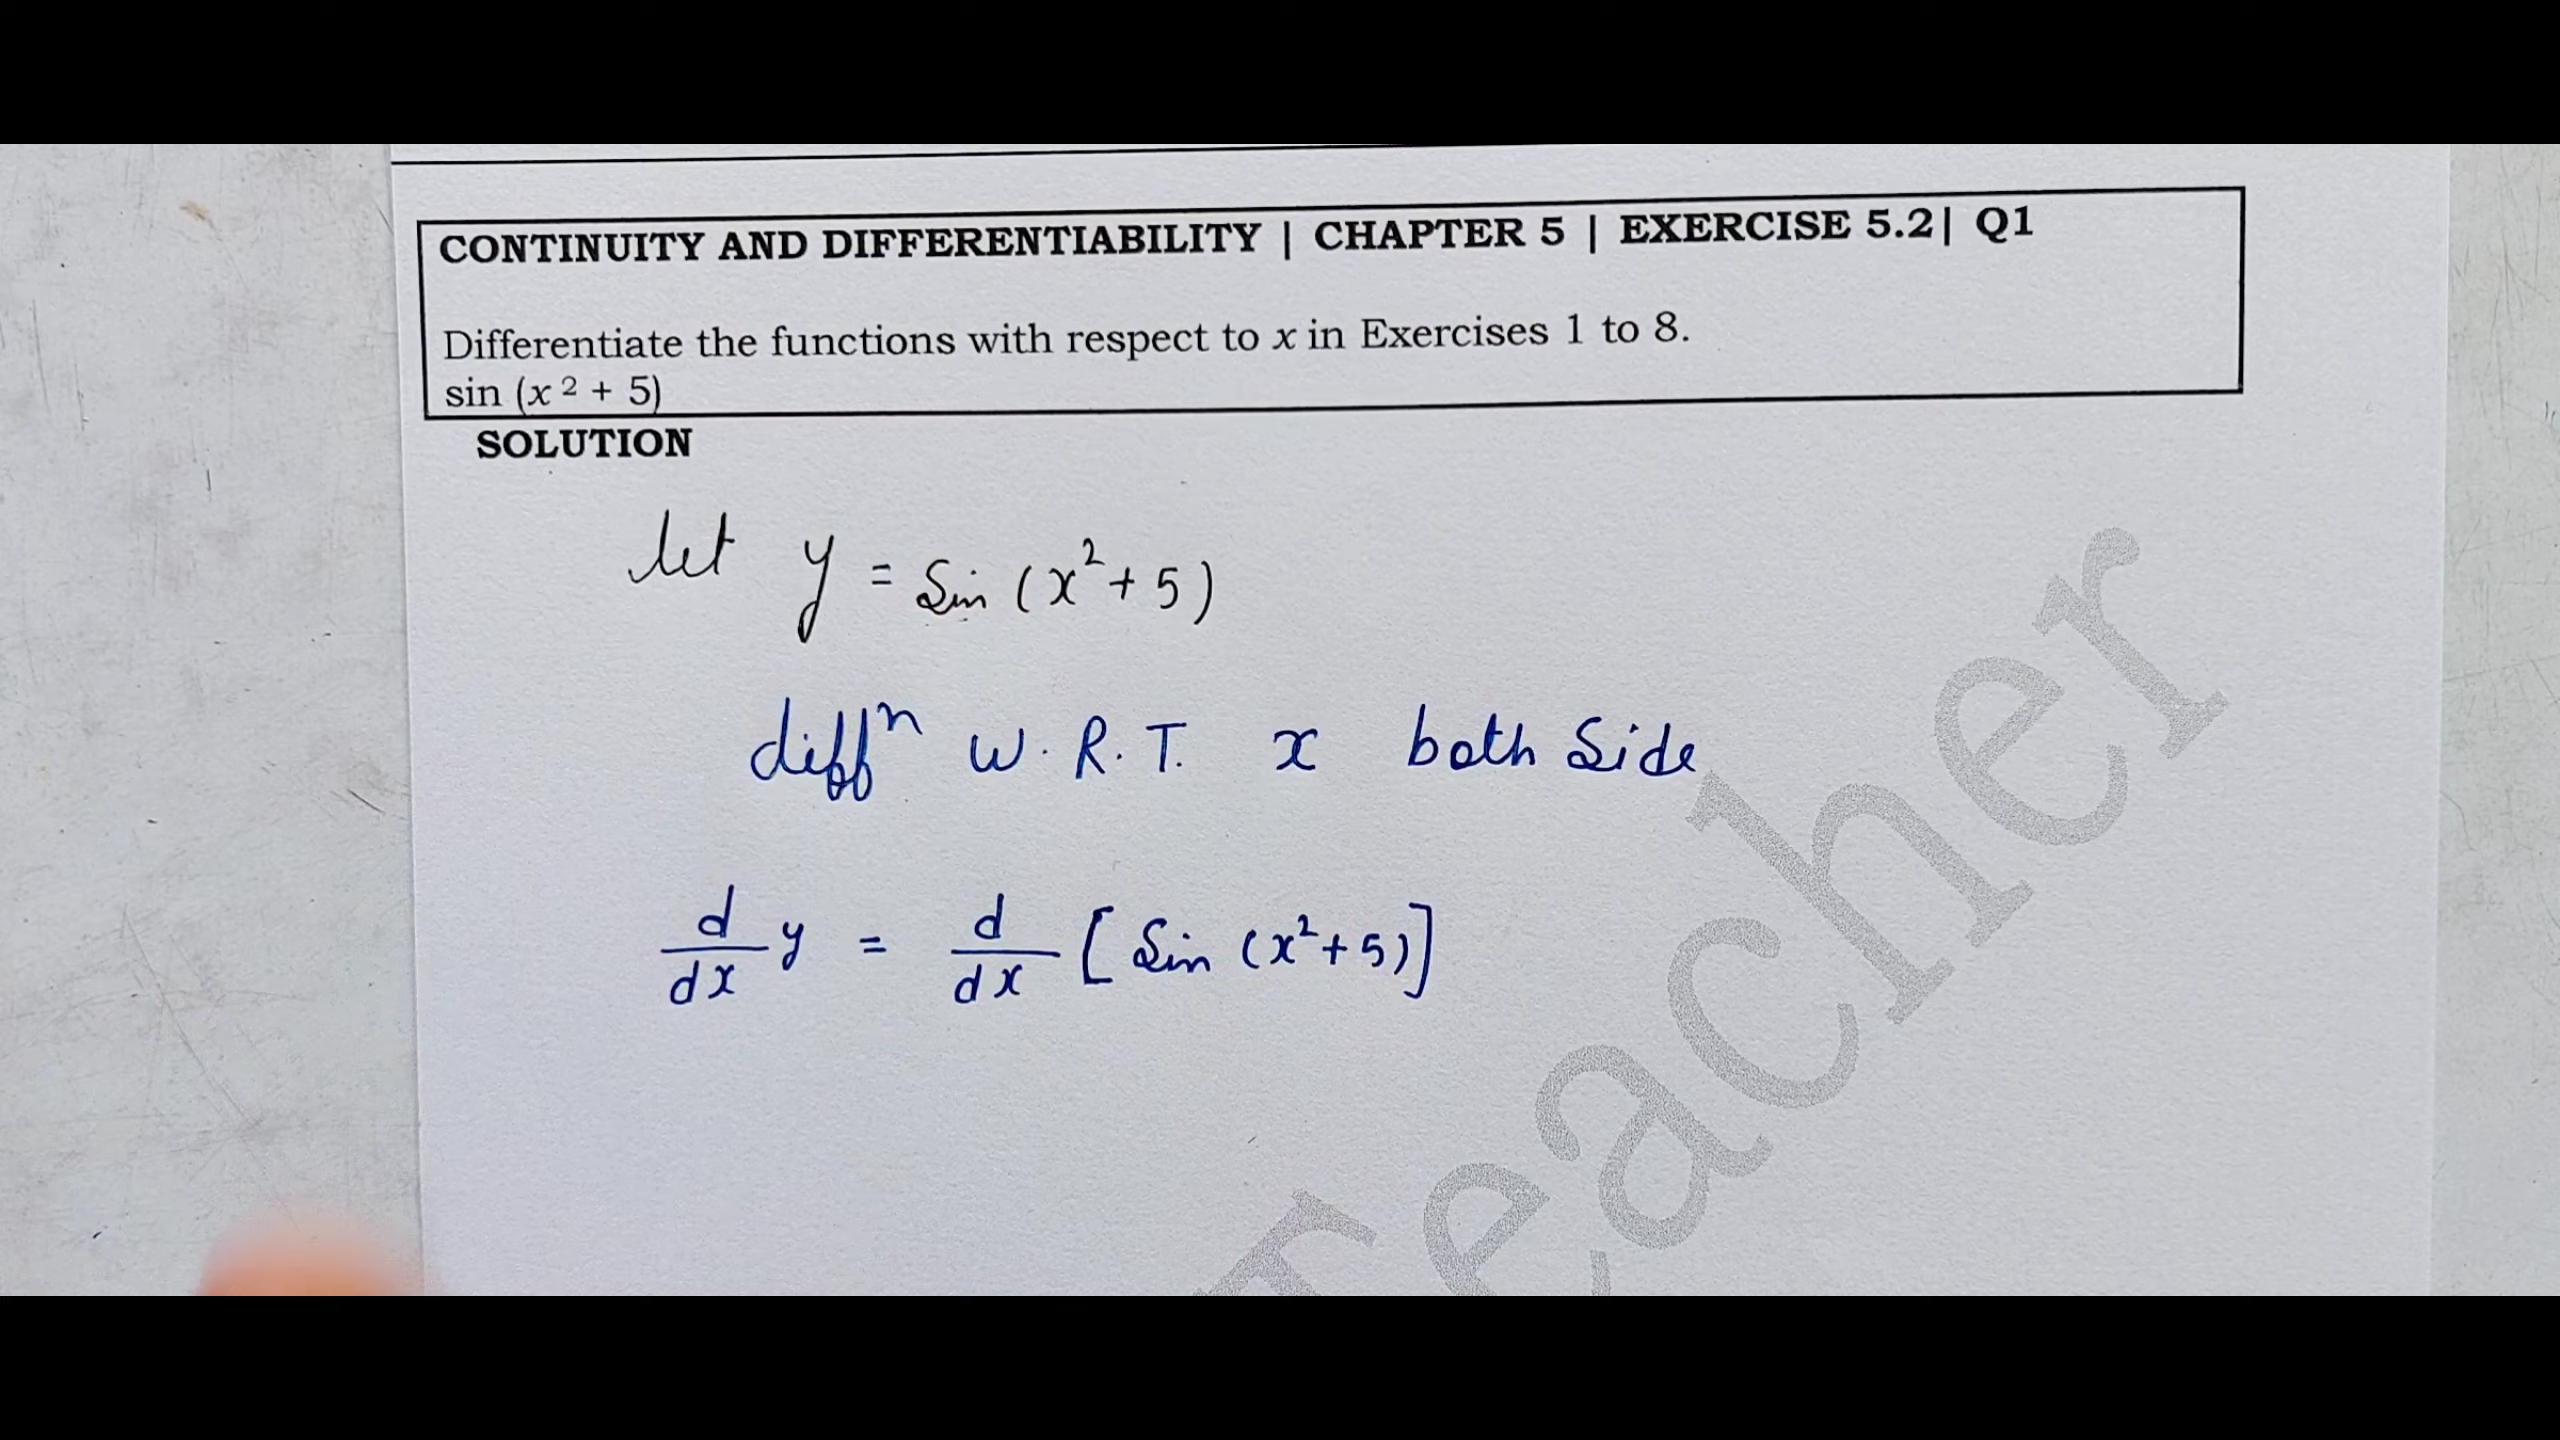 CONTINUITY AND DIFFERENTIABILITY | CHAPTER 5 | EXERCISE 5.2| Q1
Differentiate the functions with respect to x in Exercises 1 to 8.
sin (x ² + 5)
SOLUTION
let y = Sin (x² + 5)
diffⁿ W.R.T. x both Side
d/dx y = d/dx [Sin (x² + 5)]
eacher